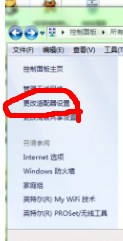 控制面板 ▸ 所有
文件(F) 编辑(E) 查看(V) 工具(T
控制面板主页
更改适配器设置
另请参阅
Internet 选项
Windows 防火墙
家庭组
英特尔(R) My WiFi 技术
英特尔(R) PROSet/无线工具